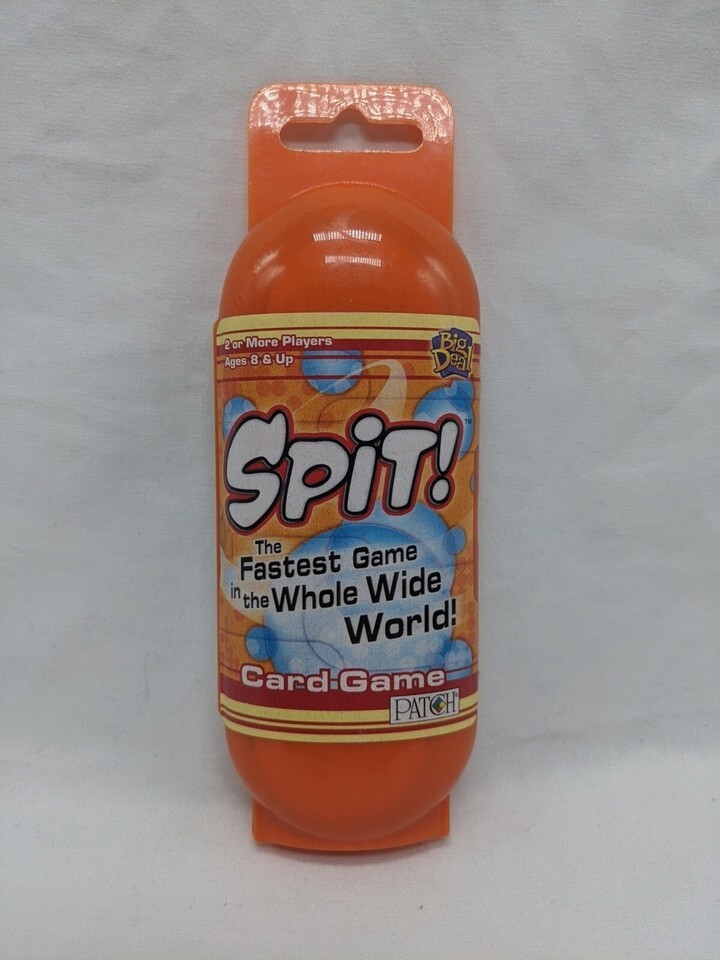 2 or More Players
Ages 8 & Up
Big
Deal
SPiT!™
The
Fastest Game
in the Whole Wide
World!
Card Game
PATCH®